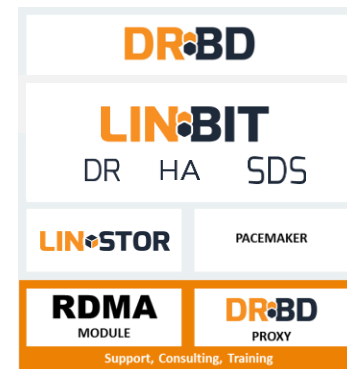 DRBD
LINBIT
DR HA SDS
LINSTOR
PACEMAKER
RDMA
MODULE
DRBD
PROXY
Support, Consulting, Training